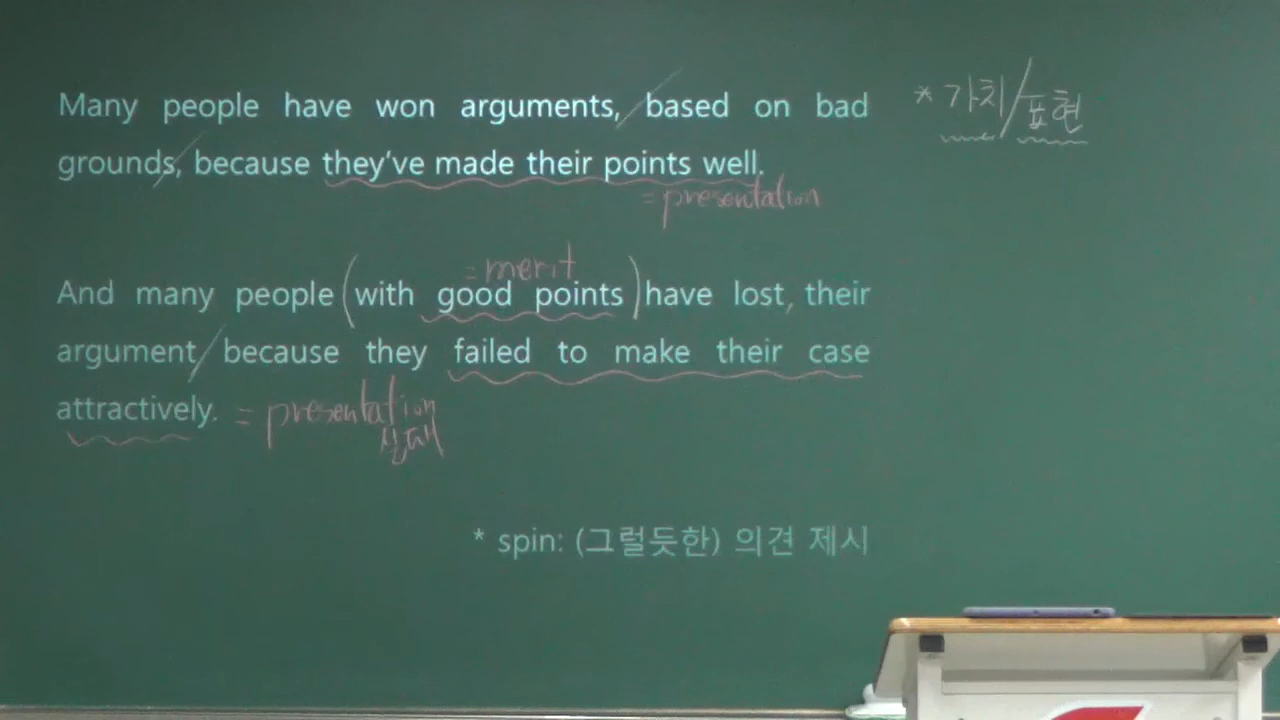 Many people have won arguments, based on bad
* 가치/표현
grounds, because they've made their points well.
= presentation
= merit
And many people (with good points) have lost, their
argument/ because they failed to make their case
attractively. = presentation
실패
* spin: (그럴듯한) 의견 제시